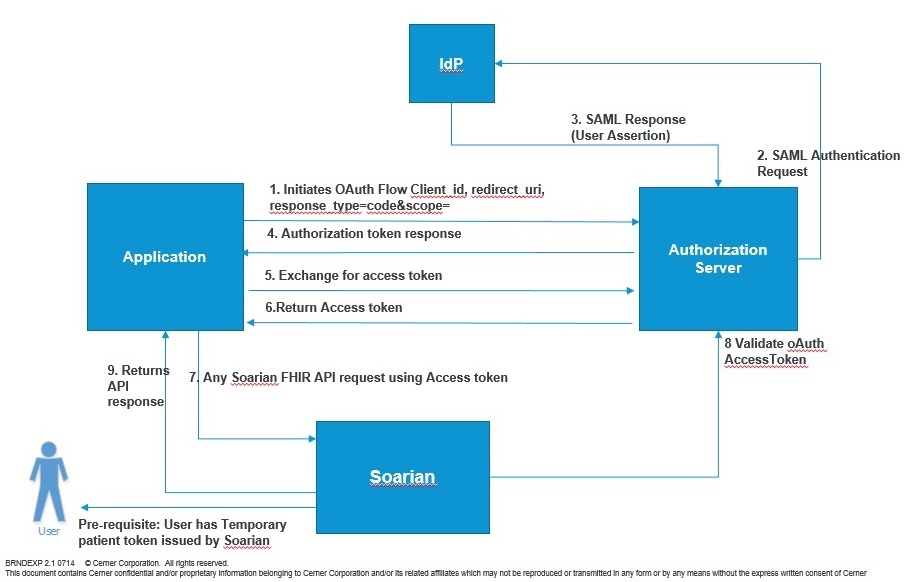 IdP
3. SAML Response
(User Assertion)
2. SAML Authentication
Request
1. Initiates OAuth Flow Client_id, redirect_uri,
response_type=code&scope=
4. Authorization token response
Application
Authorization
Server
5. Exchange for access token
6.Return Access token
8 Validate oAuth
AccessToken
9. Returns
API
response
7. Any Soarian FHIR API request using Access token
Soarian
User
Pre-requisite: User has Temporary
patient token issued by Soarian
BRNDEXP 2.1 0714 © Cerner Corporation. All rights reserved.
This document contains Cerner confidential and/or proprietary information belonging to Cerner Corporation and/or its related affiliates which may not be reproduced or transmitted in any form or by any means without the express written consent of Cerner